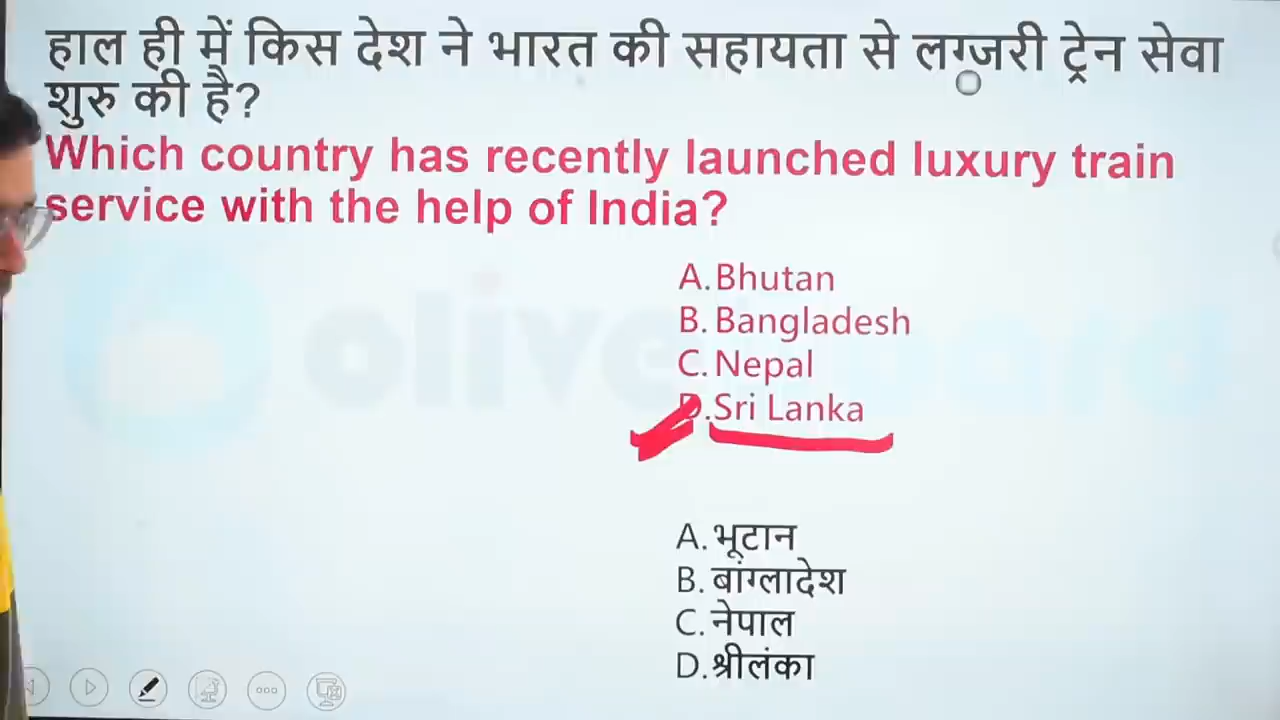 हाल ही में किस देश ने भारत की सहायता से लग्जरी ट्रेन सेवा
शुरु की है?
Which country has recently launched luxury train
service with the help of India?
A. Bhutan
B. Bangladesh
C. Nepal
D. Sri Lanka
A. भूटान
B. बांग्लादेश
C. नेपाल
D. श्रीलंका